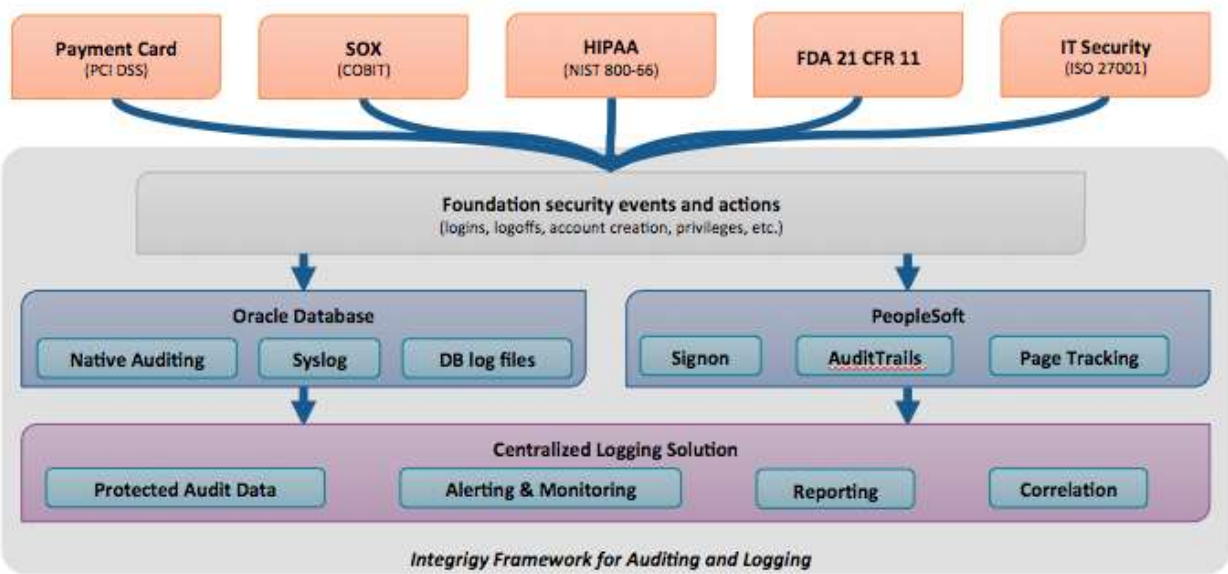 Payment Card
(PCI DSS)
SOX
(COBIT)
HIPAA
(NIST 800-66)
FDA 21 CFR 11
IT Security
(ISO 27001)
Foundation security events and actions
(logins, logoffs, account creation, privileges, etc.)
Oracle Database
Native Auditing
Syslog
DB log files
PeopleSoft
Signon
AuditTrails
Page Tracking
Centralized Logging Solution
Protected Audit Data
Alerting & Monitoring
Reporting
Correlation
Integrigy Framework for Auditing and Logging